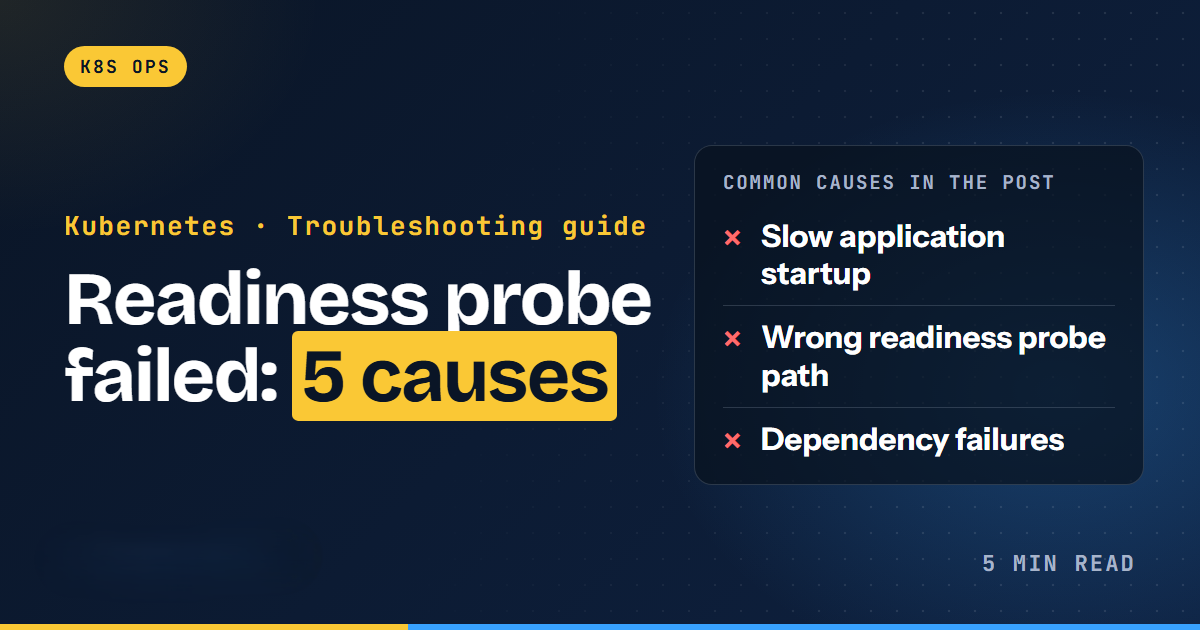 K8S OPS
Kubernetes · Troubleshooting guide
Readiness probe
failed: 5 causes
COMMON CAUSES IN THE POST
× Slow application
startup
× Wrong readiness probe
path
× Dependency failures
5 MIN READ